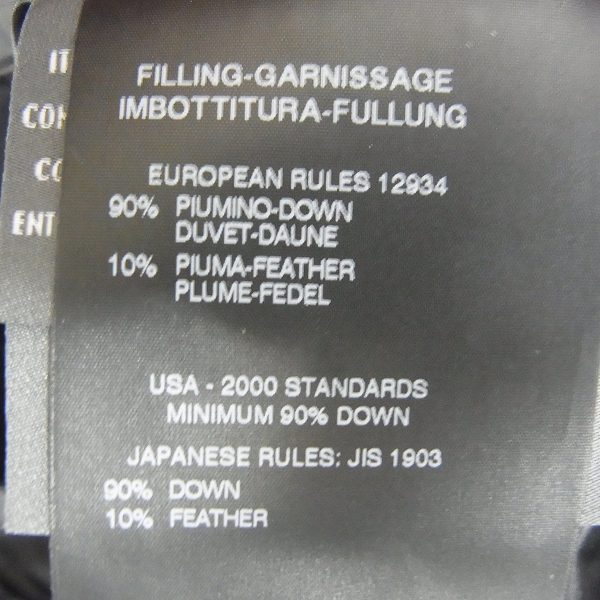 FILLING-GARNISSAGE
IMBOTTITURA-FULLUNG
EUROPEAN RULES 12934
90% PIUMINO-DOWN
DUVET-DAUNE
10% PIUMA-FEATHER
PLUME-FEDEL
USA - 2000 STANDARDS
MINIMUM 90% DOWN
JAPANESE RULES: JIS 1903
90% DOWN
10% FEATHER